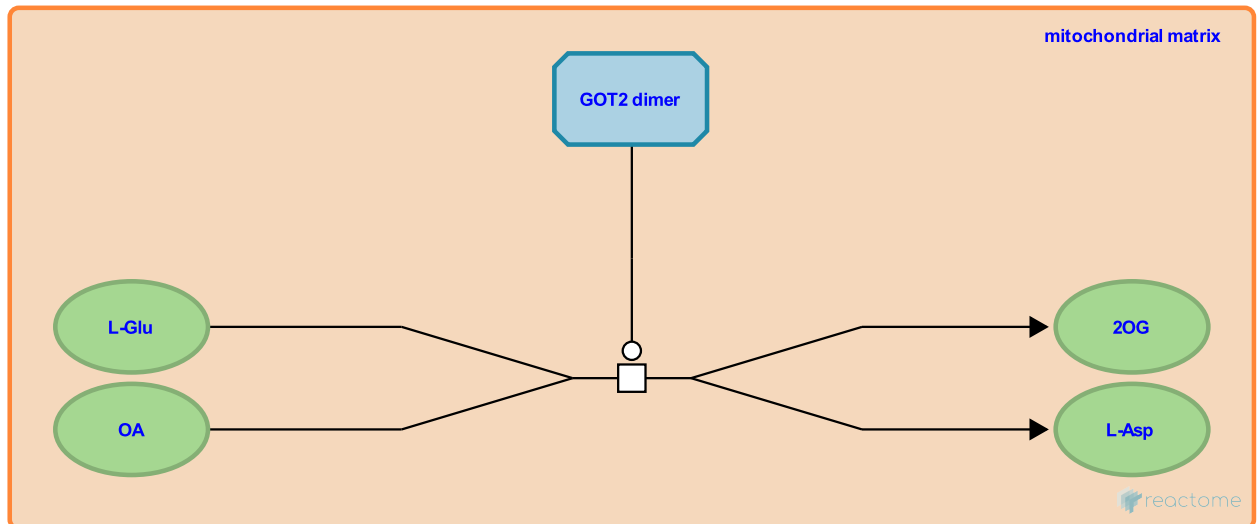 mitochondrial matrix
GOT2 dimer
L-Glu
2OG
OA
L-Asp
reactome